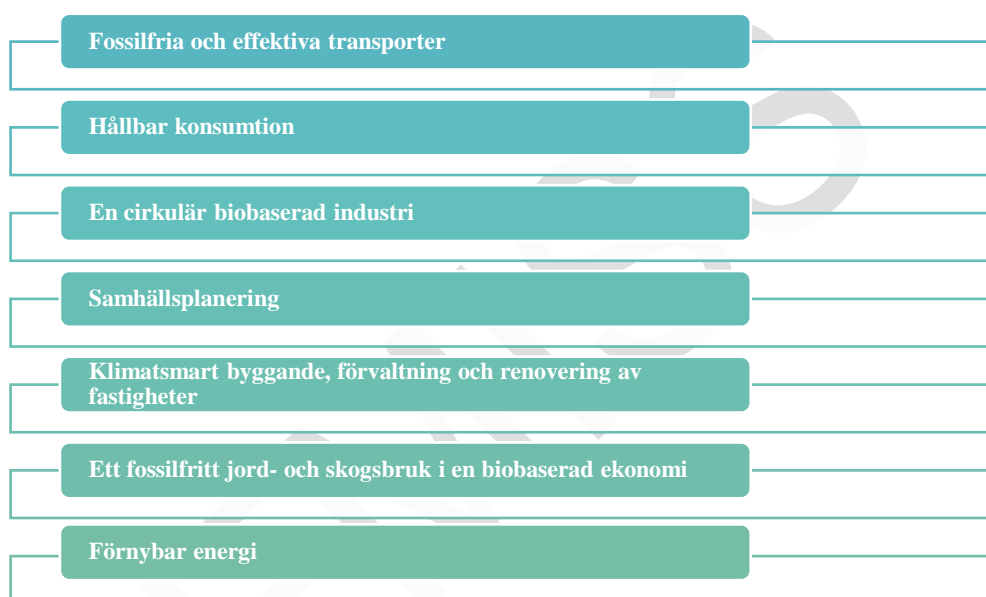 Fossilfria och effektiva transporter
Hållbar konsumtion
En cirkulär biobaserad industri
Samhällsplanering
Klimatsmart byggande, förvaltning och renovering av
fastigheter
Ett fossilfritt jord- och skogsbruk i en biobaserad ekonomi
Förnybar energi